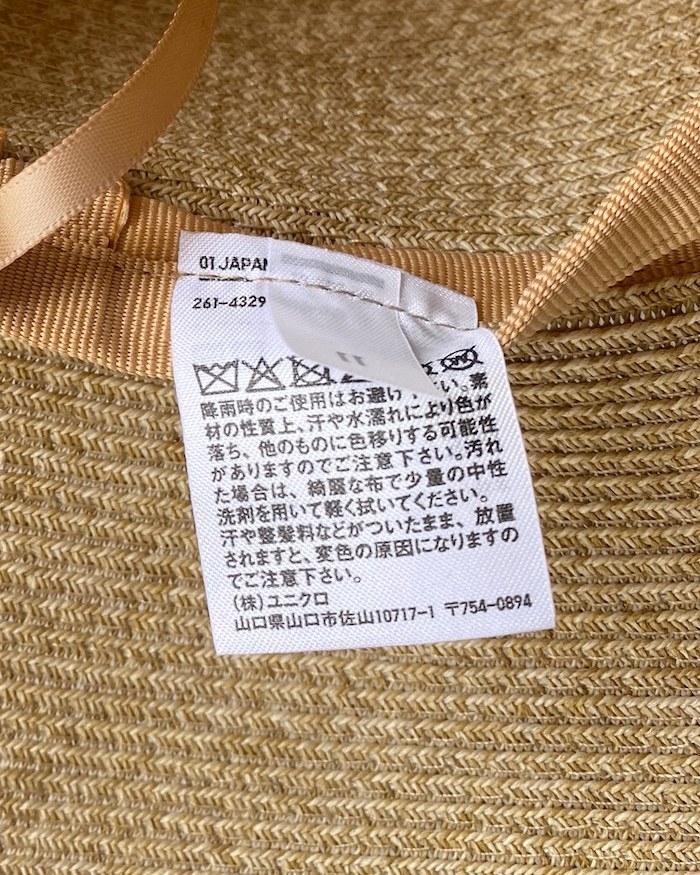 01.JAPAN
261-4329
降雨時のご使用はお避け下さい。素
材の性質上、汗や水濡れにより色が
落ち、他のものに色移りする可能性
がありますのでご注意下さい。汚れ
た場合は、綺麗な布で少量の中性
洗剤を用いて軽く拭いてください。
汗や整髪料などがついたまま、放置
されますと、変色の原因になりますの
でご注意下さい。
(株)ユニクロ
山口県山口市佐山10717-1 〒754-0894